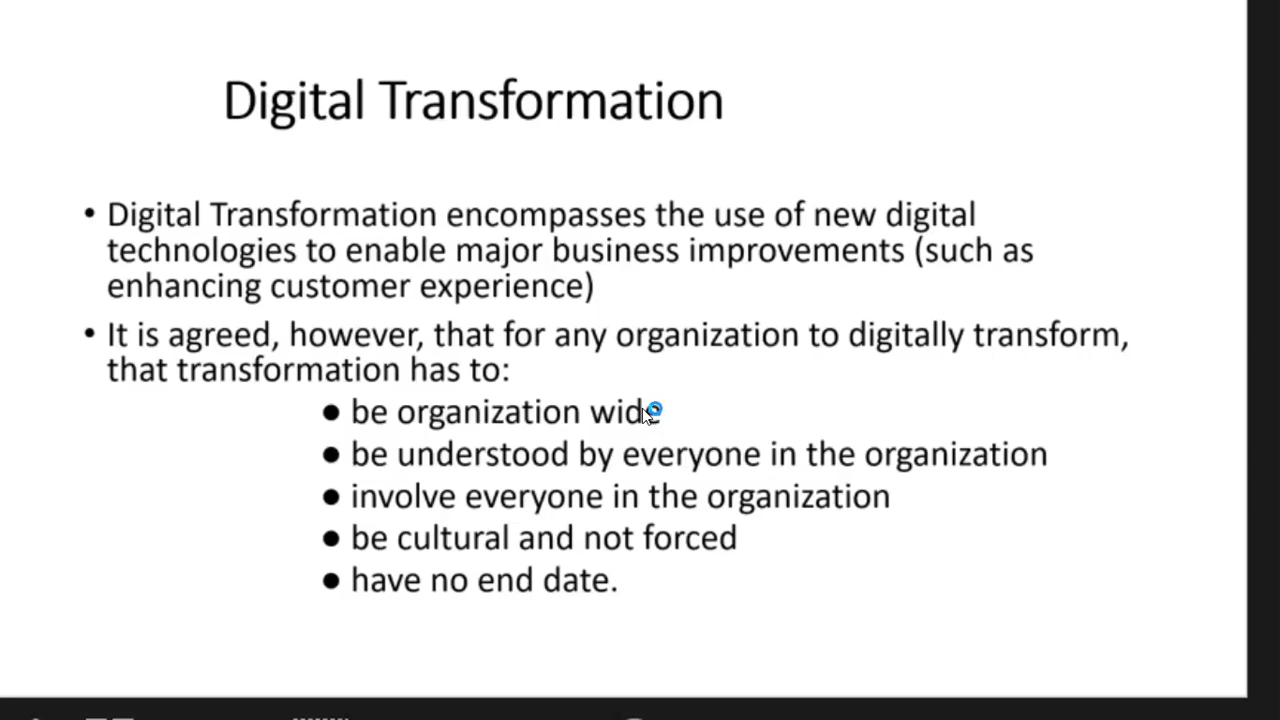 Digital Transformation
• Digital Transformation encompasses the use of new digital
technologies to enable major business improvements (such as
enhancing customer experience)
• It is agreed, however, that for any organization to digitally transform,
that transformation has to:
● be organization wide
● be understood by everyone in the organization
● involve everyone in the organization
● be cultural and not forced
● have no end date.